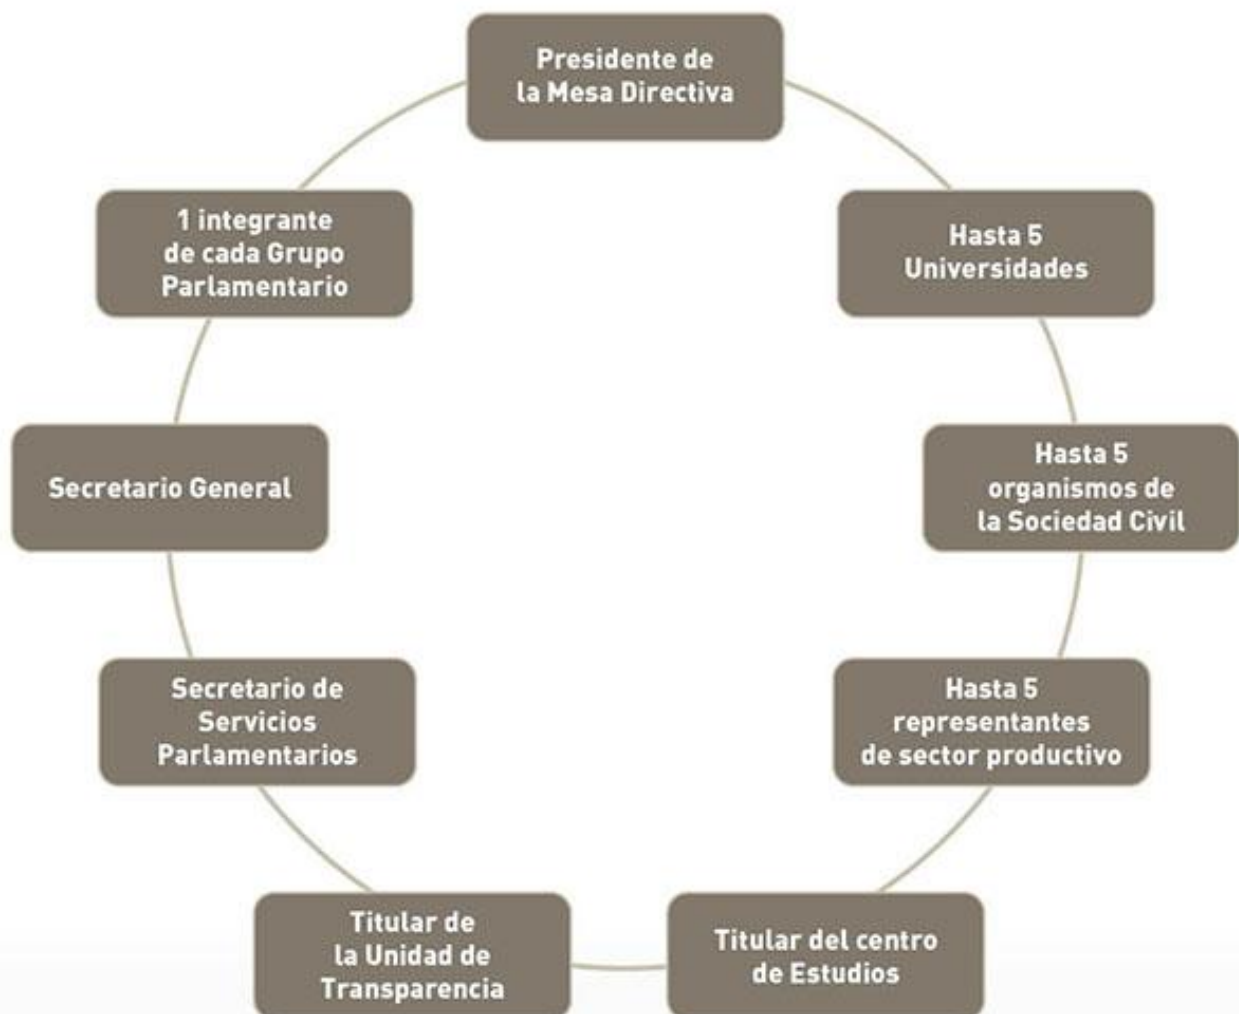 Presidente de
la Mesa Directiva
1 integrante
de cada Grupo
Parlamentario
Hasta 5
Universidades
Secretario General
Hasta 5
organismos de
la Sociedad Civil
Secretario de
Servicios
Parlamentarios
Hasta 5
representantes
de sector productivo
Titular de
la Unidad de
Transparencia
Titular del centro
de Estudios